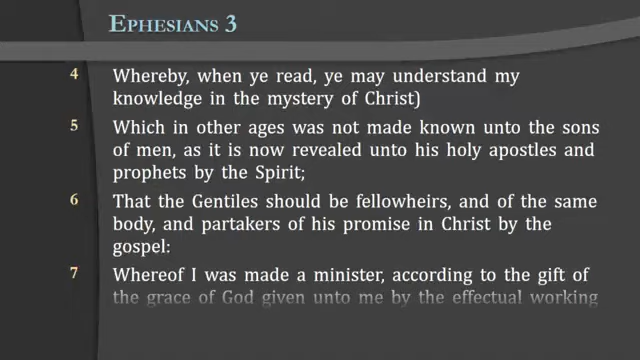 EPHESIANS 3
4 Whereby, when ye read, ye may understand my
knowledge in the mystery of Christ)
5 Which in other ages was not made known unto the sons
of men, as it is now revealed unto his holy apostles and
prophets by the Spirit;
6 That the Gentiles should be fellowheirs, and of the same
body, and partakers of his promise in Christ by the
gospel:
7 Whereof I was made a minister, according to the gift of
the grace of God given unto me by the effectual working